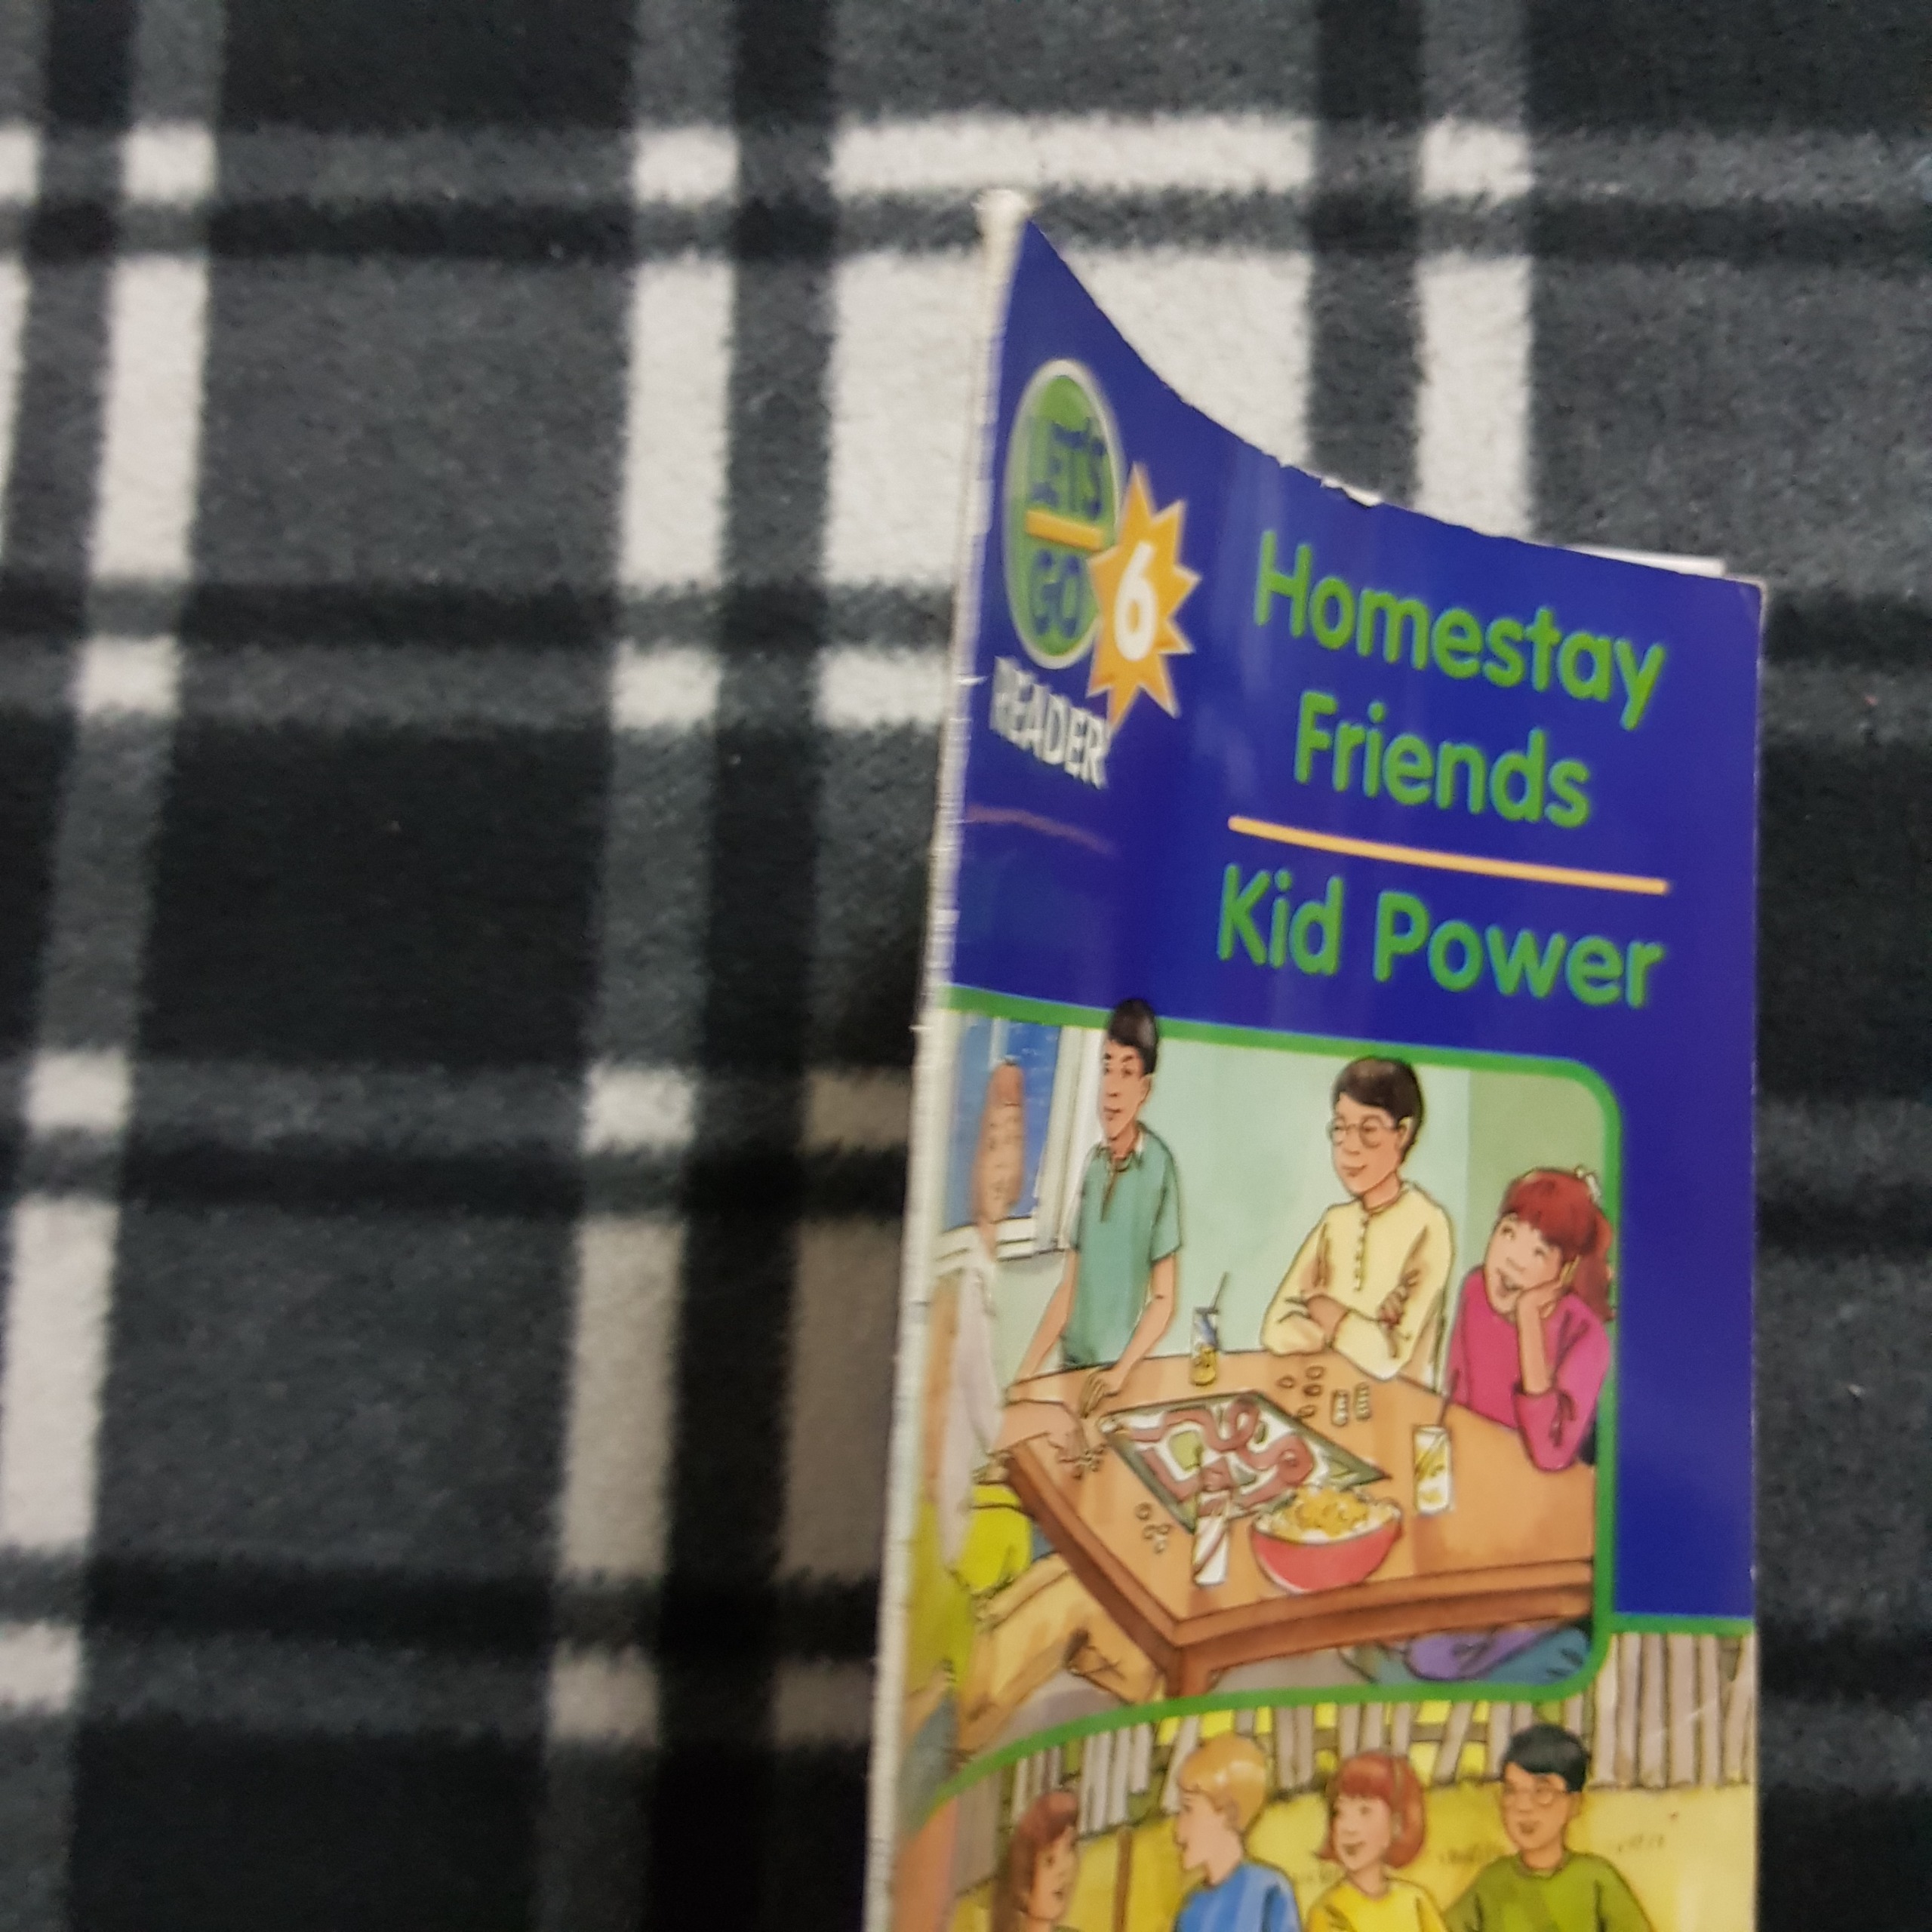 LET'S
GO
6
READER
Homestay
Friends
Kid Power